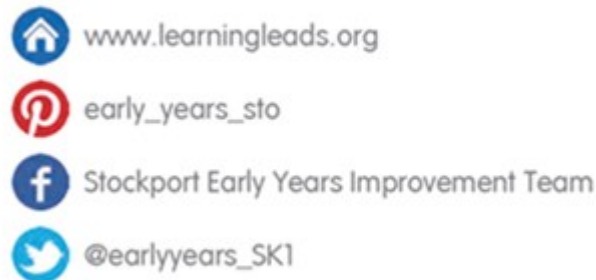 www.learningleads.org
early_years_sto
Stockport Early Years Improvement Team
@earlyyears_SK1